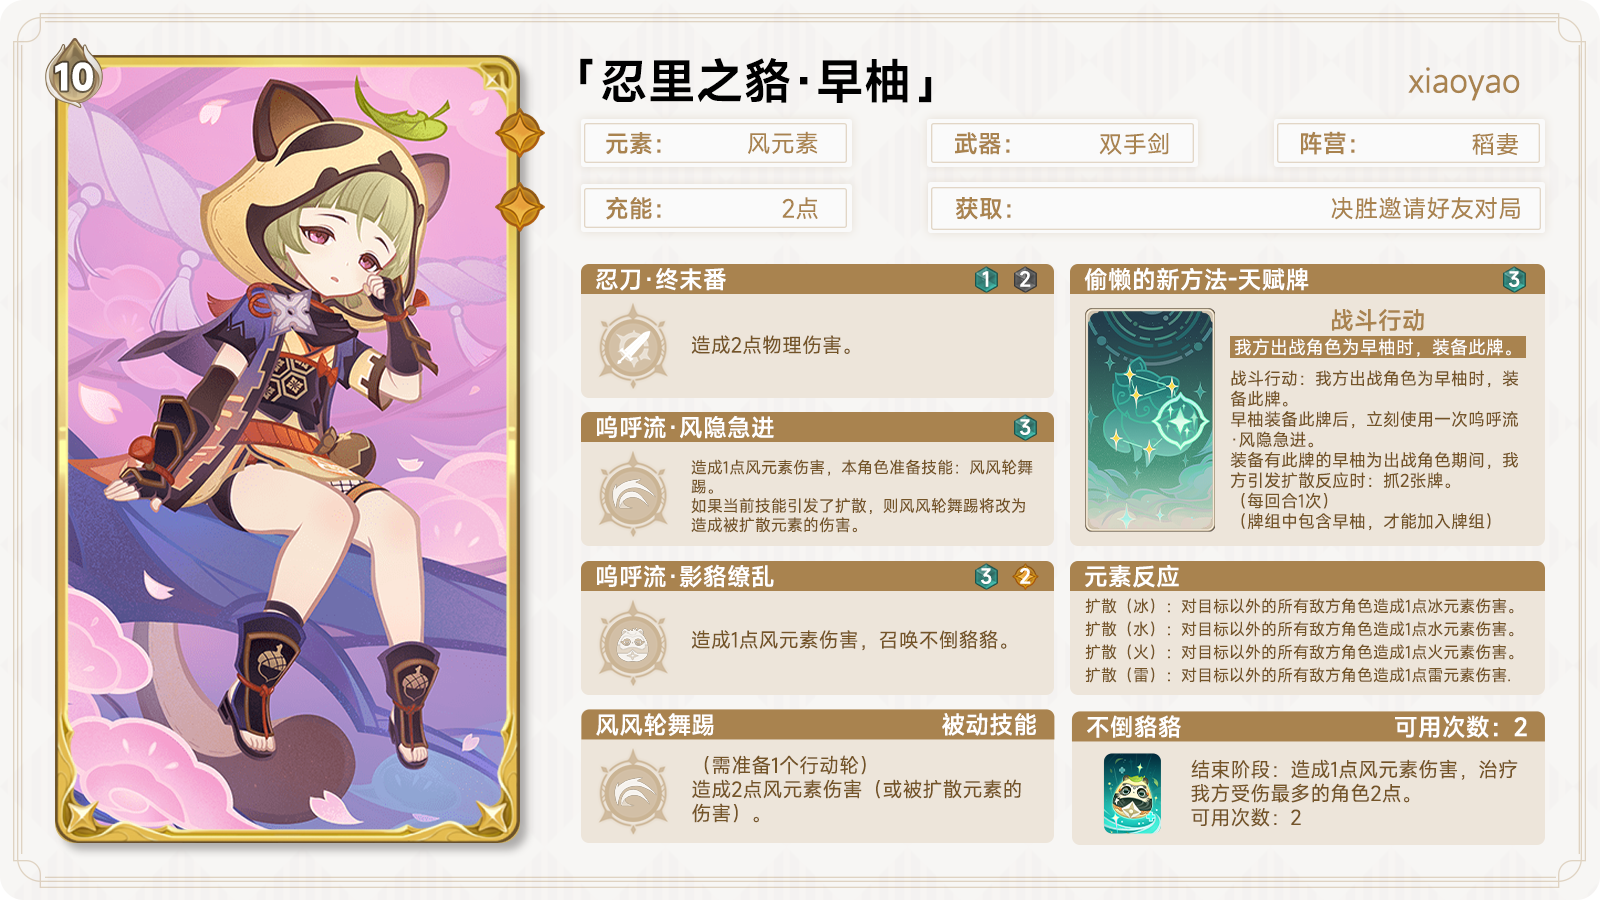 10
「忍里之貉·早柚」
xiaoyao
元素： 风元素
武器： 双手剑
阵营： 稻妻
充能： 2点
获取： 决胜邀请好友对局
忍刀·终末番 1 2
造成2点物理伤害。
呜呼流·风隐急进 3
造成1点风元素伤害，本角色准备技能：风风轮舞
踢。
如果当前技能引发了扩散，则风风轮舞踢将改为
造成被扩散元素的伤害。
呜呼流·影貉缭乱 3 2
造成1点风元素伤害，召唤不倒貉貉。
风风轮舞踢 被动技能
（需准备1个行动轮）
造成2点风元素伤害（或被扩散元素的
伤害）。
偷懒的新方法-天赋牌 3
战斗行动
我方出战角色为早柚时，装备此牌。
战斗行动：我方出战角色为早柚时，装
备此牌。
早柚装备此牌后，立刻使用一次呜呼流
·风隐急进。
装备有此牌的早柚为出战角色期间，我
方引发扩散反应时：抓2张牌。
（每回合1次）
（牌组中包含早柚，才能加入牌组）
元素反应
扩散（冰）：对目标以外的所有敌方角色造成1点冰元素伤害。
扩散（水）：对目标以外的所有敌方角色造成1点水元素伤害。
扩散（火）：对目标以外的所有敌方角色造成1点火元素伤害。
扩散（雷）：对目标以外的所有敌方角色造成1点雷元素伤害.
不倒貉貉 可用次数：2
结束阶段：造成1点风元素伤害，治疗
我方受伤最多的角色2点。
可用次数：2